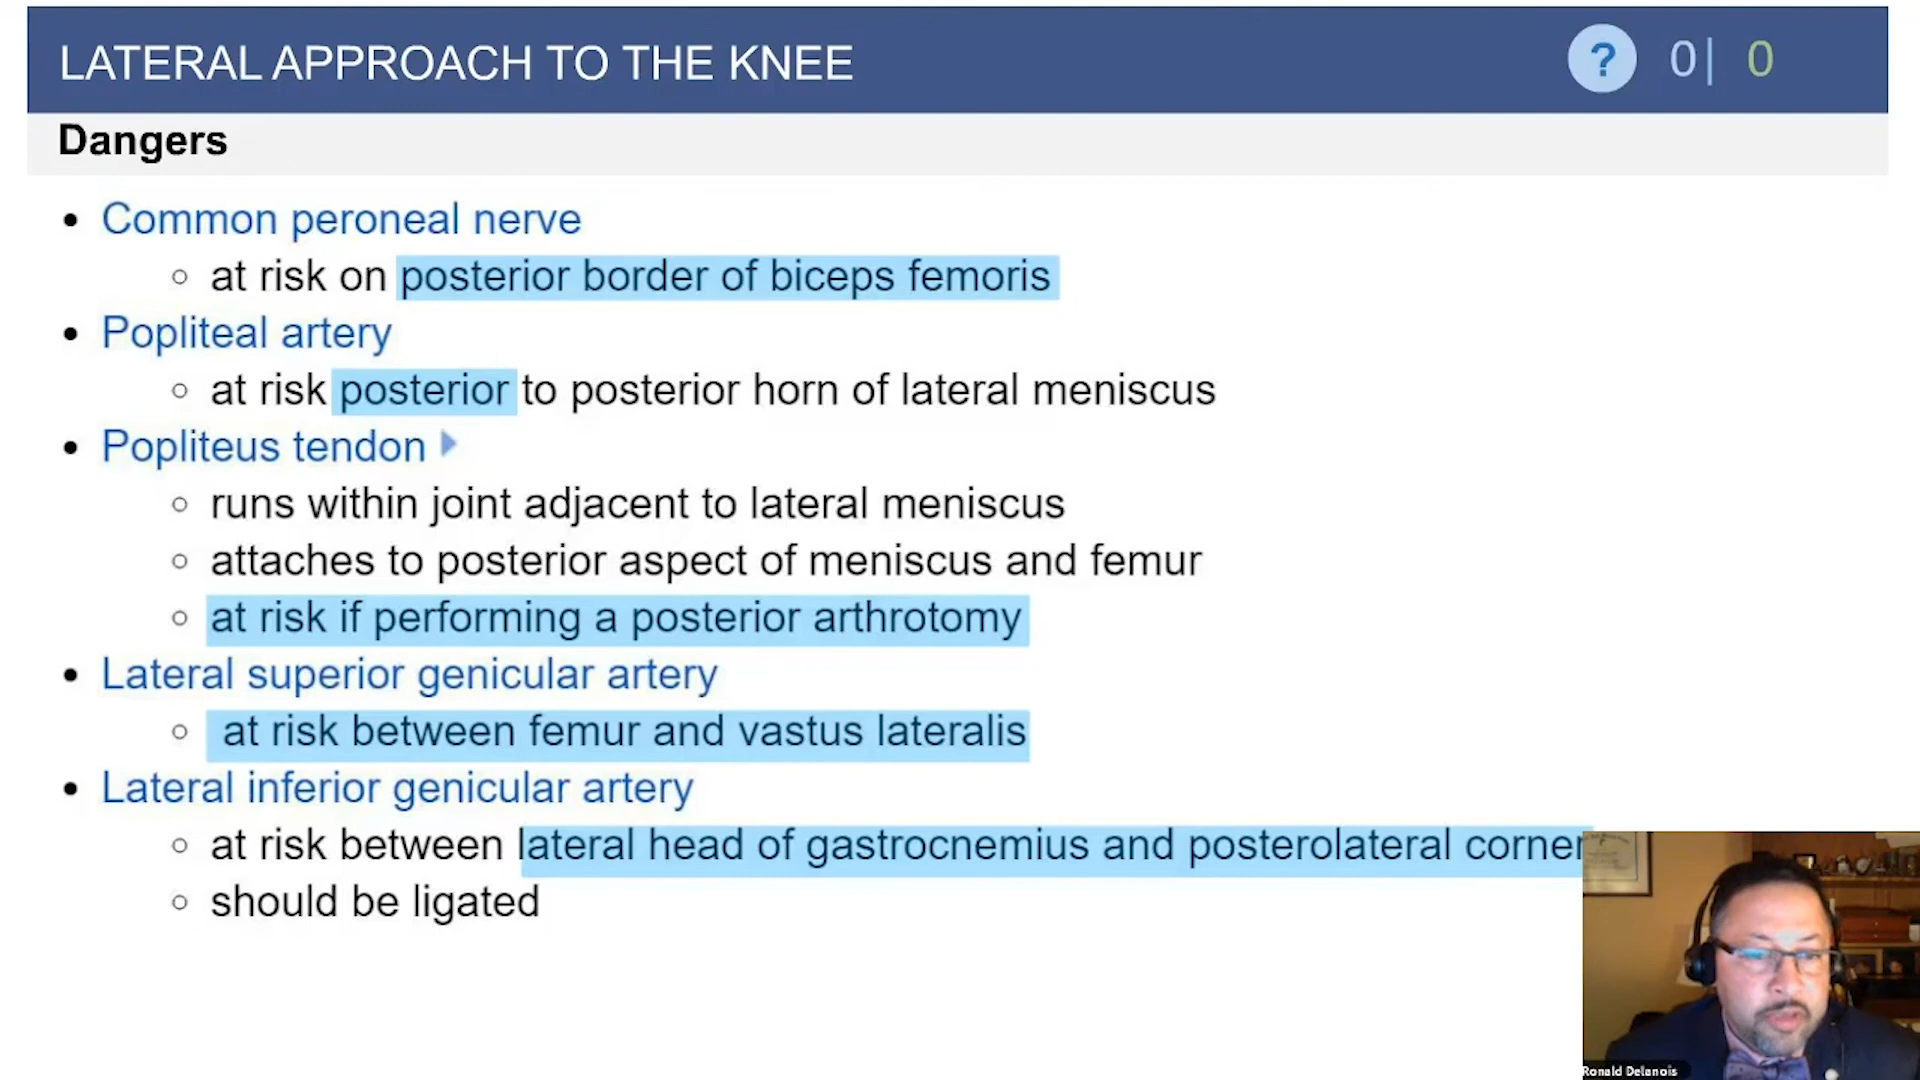 LATERAL APPROACH TO THE KNEE
? 0| 0
Dangers
• Common peroneal nerve
○ at risk on posterior border of biceps femoris
• Popliteal artery
○ at risk posterior to posterior horn of lateral meniscus
• Popliteus tendon
○ runs within joint adjacent to lateral meniscus
○ attaches to posterior aspect of meniscus and femur
○ at risk if performing a posterior arthrotomy
• Lateral superior genicular artery
○ at risk between femur and vastus lateralis
• Lateral inferior genicular artery
○ at risk between lateral head of gastrocnemius and posterolateral corner
○ should be ligated
Ronald Delanois